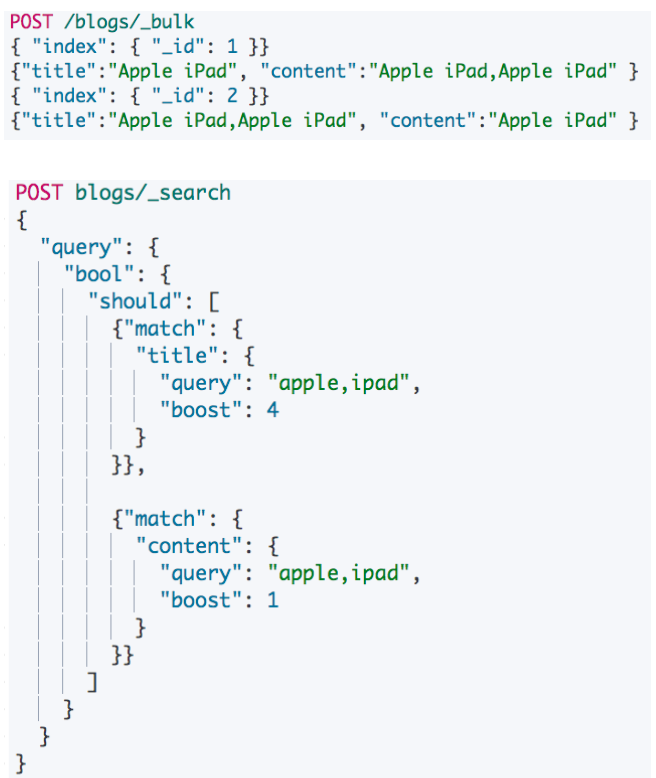 POST /blogs/_bulk
{ "index": { "_id": 1 }}
{"title":"Apple iPad", "content":"Apple iPad,Apple iPad" }
{ "index": { "_id": 2 }}
{"title":"Apple iPad,Apple iPad", "content":"Apple iPad" }
POST blogs/_search
{
  "query": {
    "bool": {
      "should": [
        {"match": {
          "title": {
            "query": "apple,ipad",
            "boost": 4
          }
        }},
        {"match": {
          "content": {
            "query": "apple,ipad",
            "boost": 1
          }
        }}
      ]
    }
  }
}